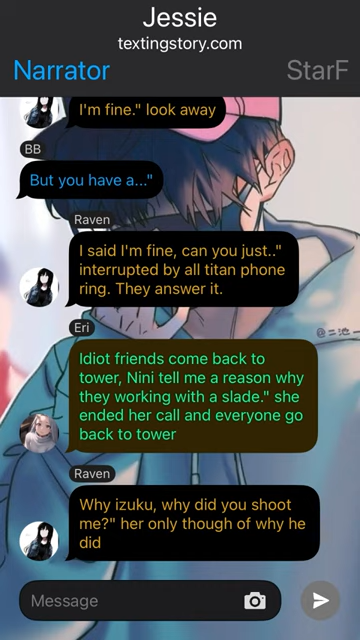 Jessie
textingstory.com
Narrator
StarF
I'm fine." look away
BB
But you have a..."
Raven
I said I'm fine, can you just.."
interrupted by all titan phone
ring. They answer it.
Eri
Idiot friends come back to
tower, Nini tell me a reason why
they working with a slade." she
ended her call and everyone go
back to tower
Raven
Why izuku, why did you shoot
me?" her only though of why he
did
Message